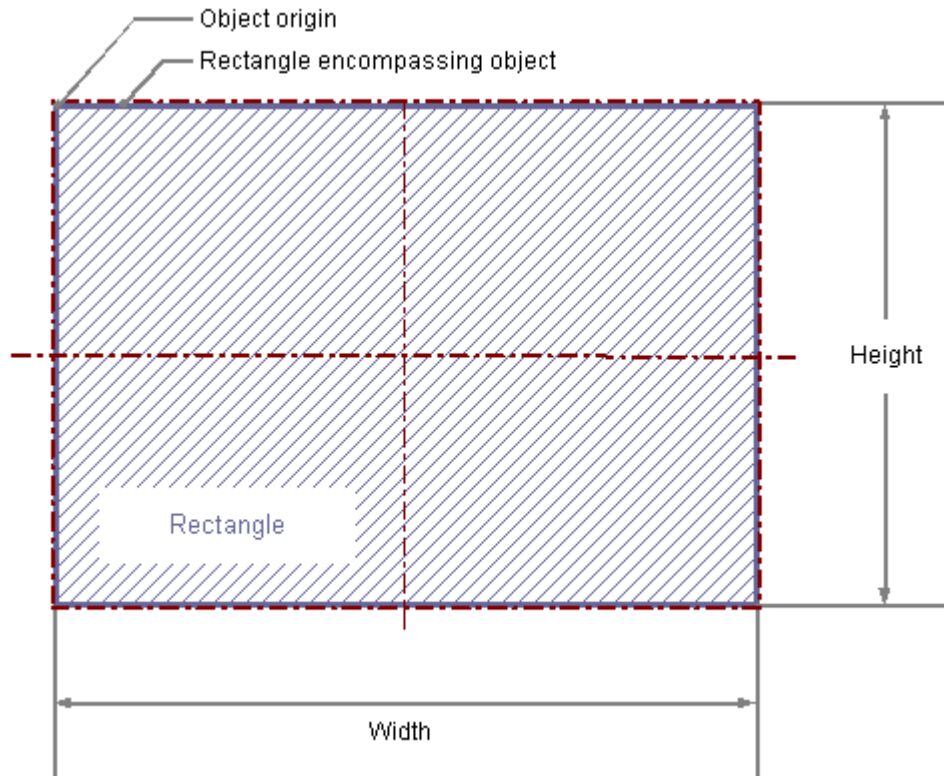 Object origin
Rectangle encompassing object
Height
Rectangle
Width